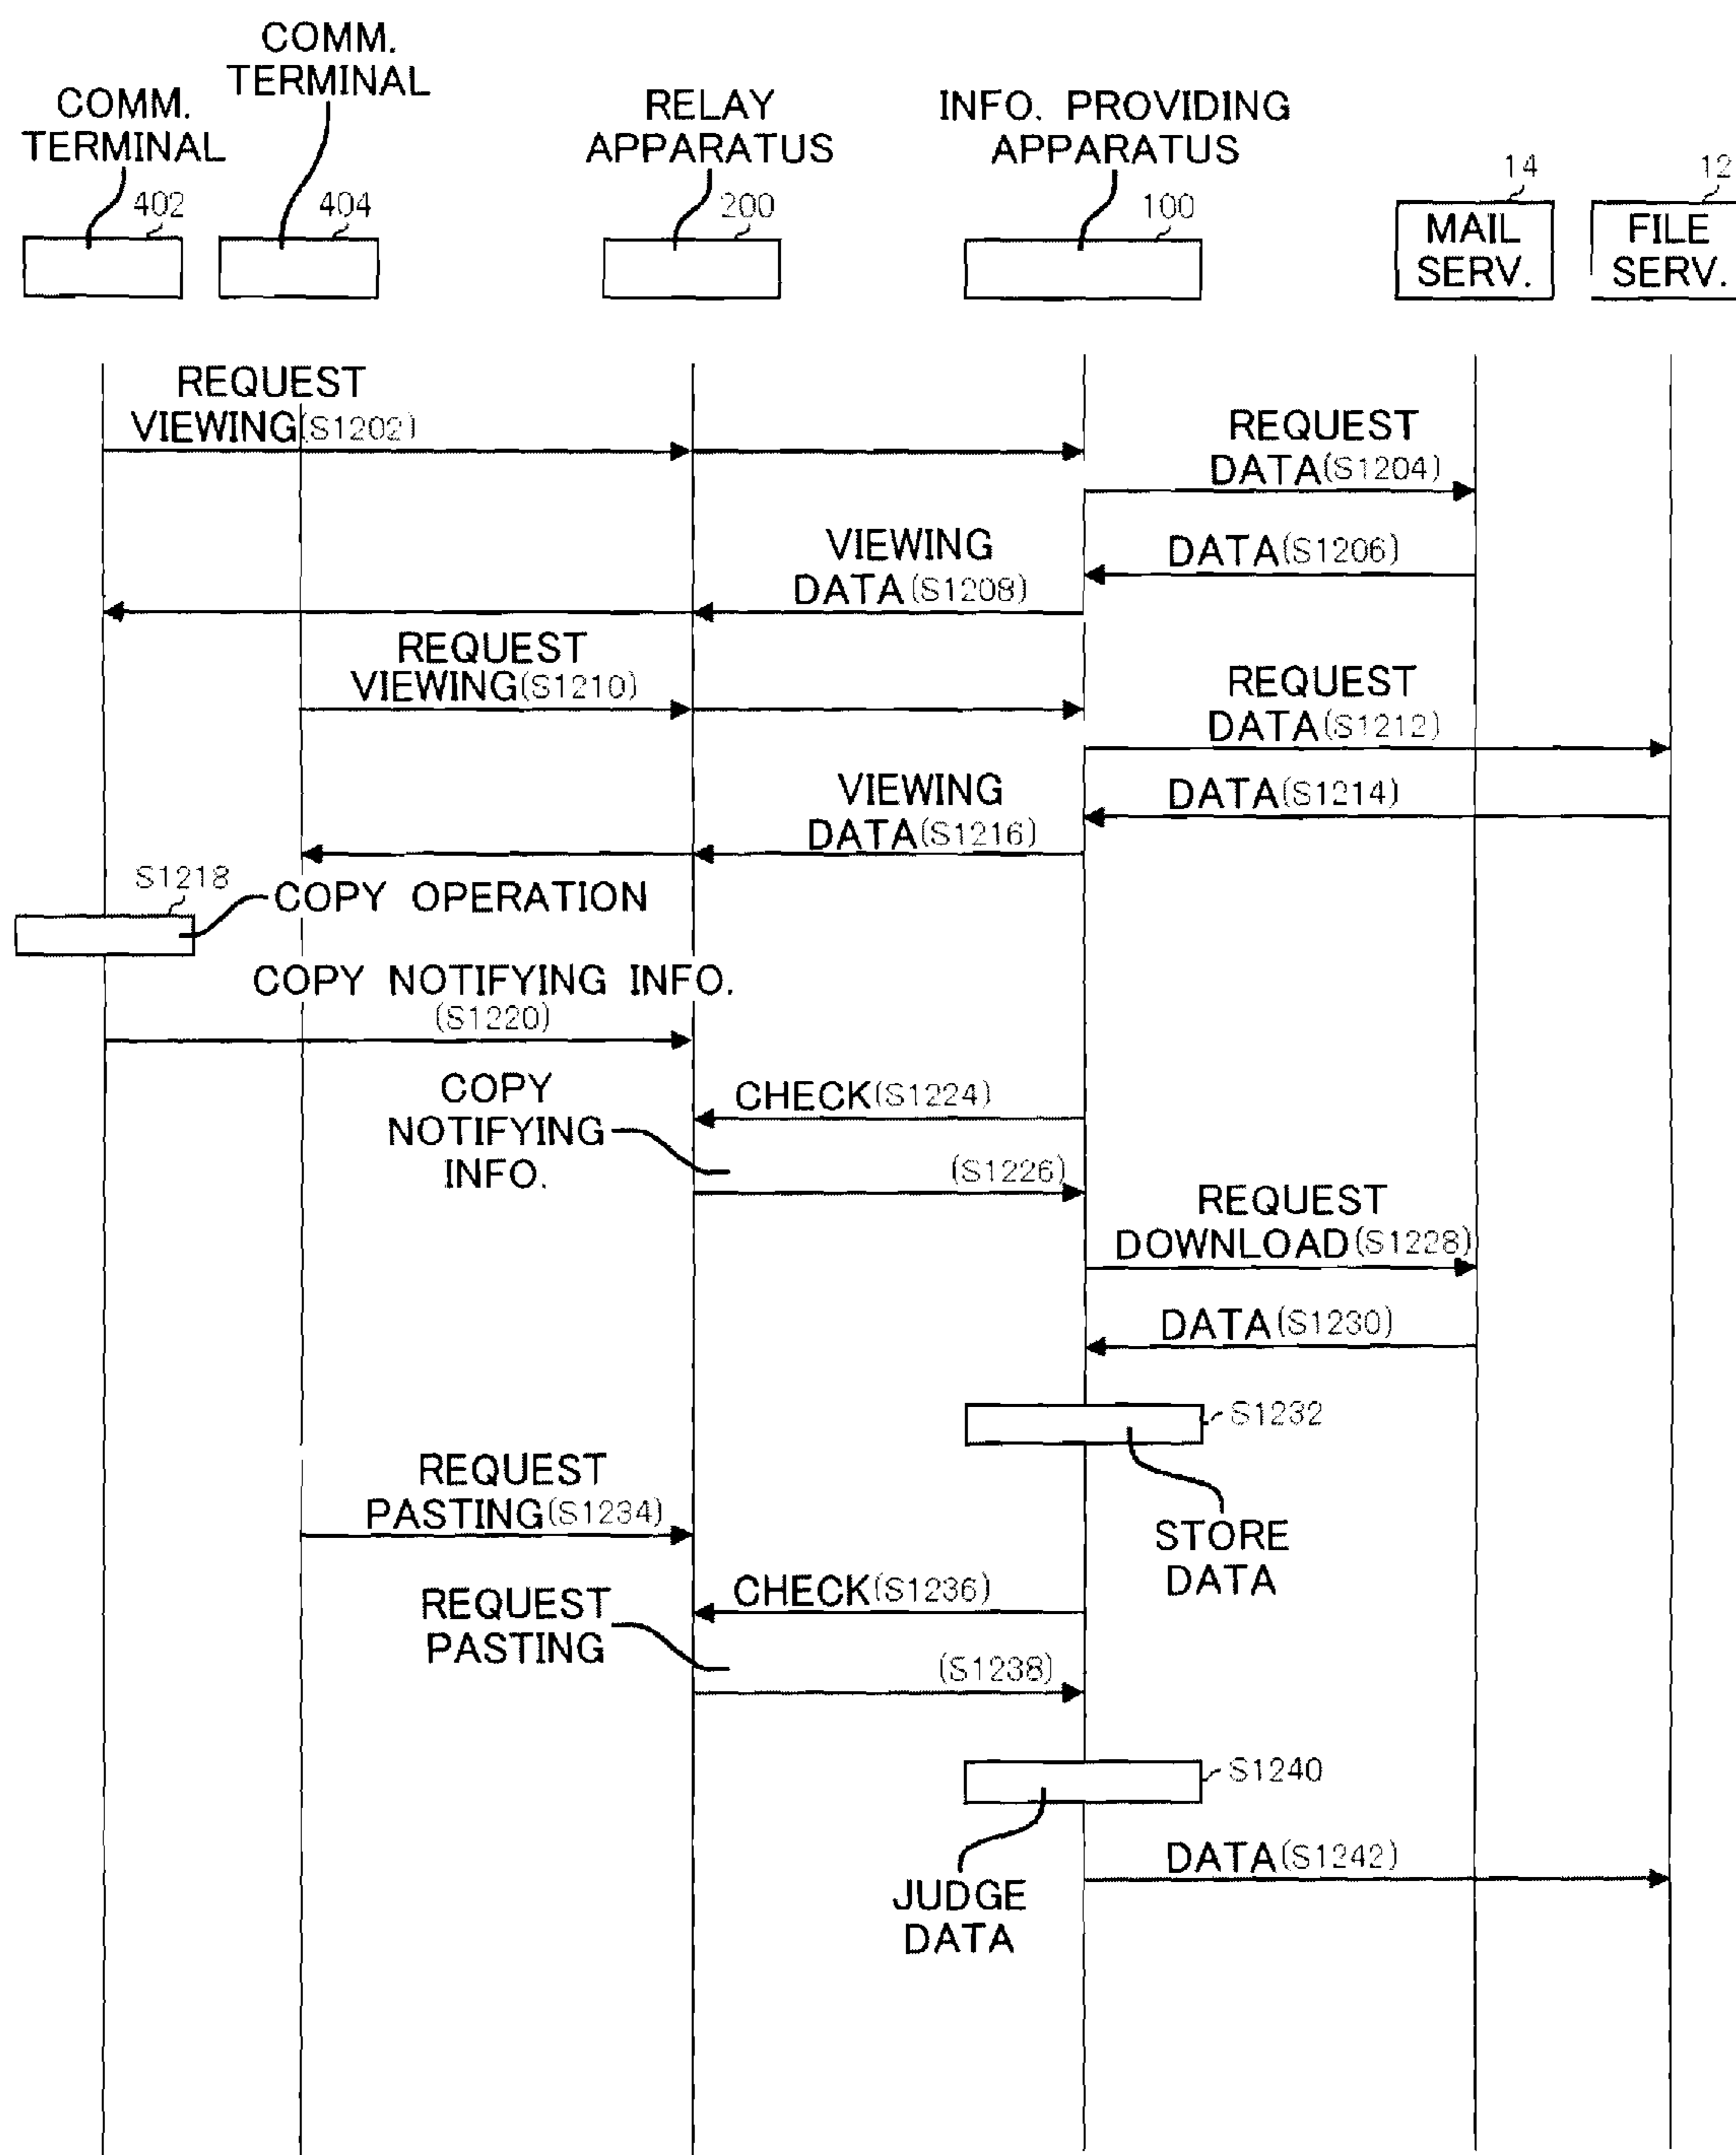 COMM.
TERMINAL
COMM.
TERMINAL
RELAY
APPARATUS
INFO. PROVIDING
APPARATUS
402
404
200
100
14
12
MAIL
SERV.
FILE
SERV.
REQUEST
VIEWING(S1202)
REQUEST
DATA(S1204)
DATA(S1206)
VIEWING
DATA(S1208)
REQUEST
VIEWING(S1210)
REQUEST
DATA(S1212)
DATA(S1214)
VIEWING
DATA(S1216)
S1218
COPY OPERATION
COPY NOTIFYING INFO.
(S1220)
CHECK(S1224)
COPY
NOTIFYING
INFO.
(S1226)
REQUEST
DOWNLOAD(S1228)
DATA(S1230)
S1232
STORE
DATA
REQUEST
PASTING(S1234)
CHECK(S1236)
REQUEST
PASTING
(S1238)
S1240
JUDGE
DATA
DATA(S1242)